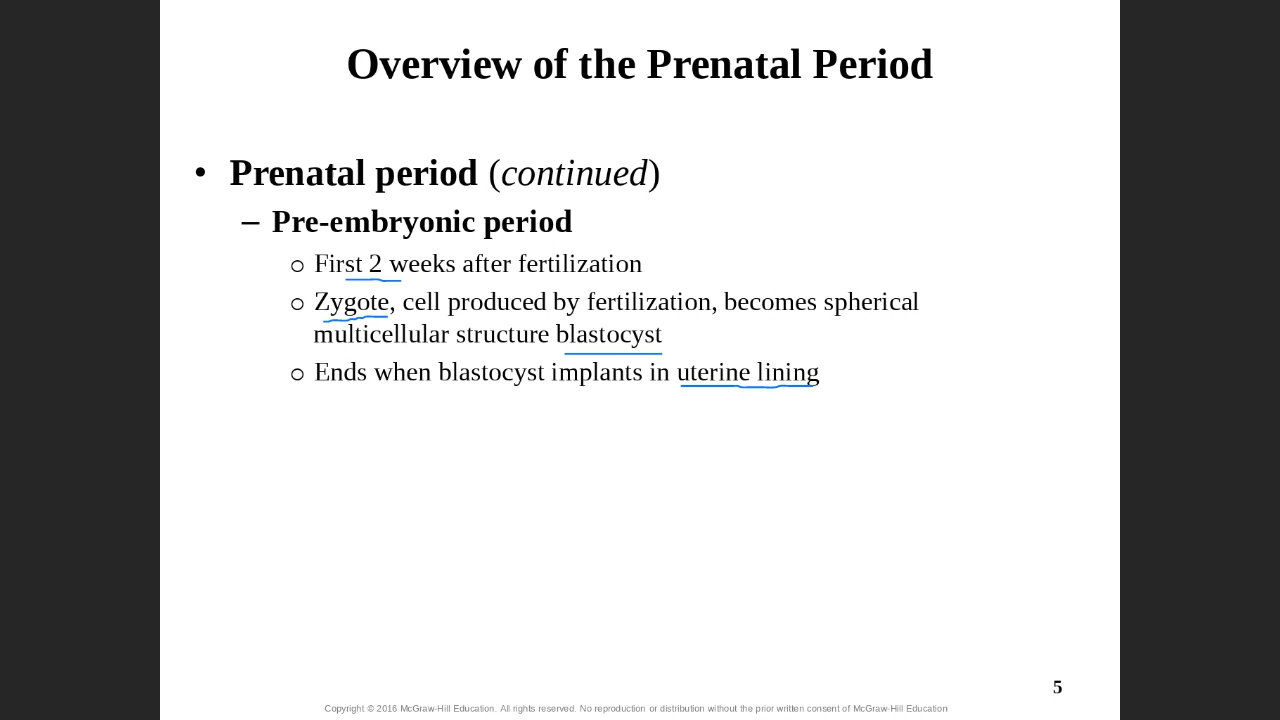 Overview of the Prenatal Period
• Prenatal period (continued)
– Pre-embryonic period
○ First 2 weeks after fertilization
○ Zygote, cell produced by fertilization, becomes spherical
multicellular structure blastocyst
○ Ends when blastocyst implants in uterine lining
5
Copyright © 2016 McGraw-Hill Education. All rights reserved. No reproduction or distribution without the prior written consent of McGraw-Hill Education